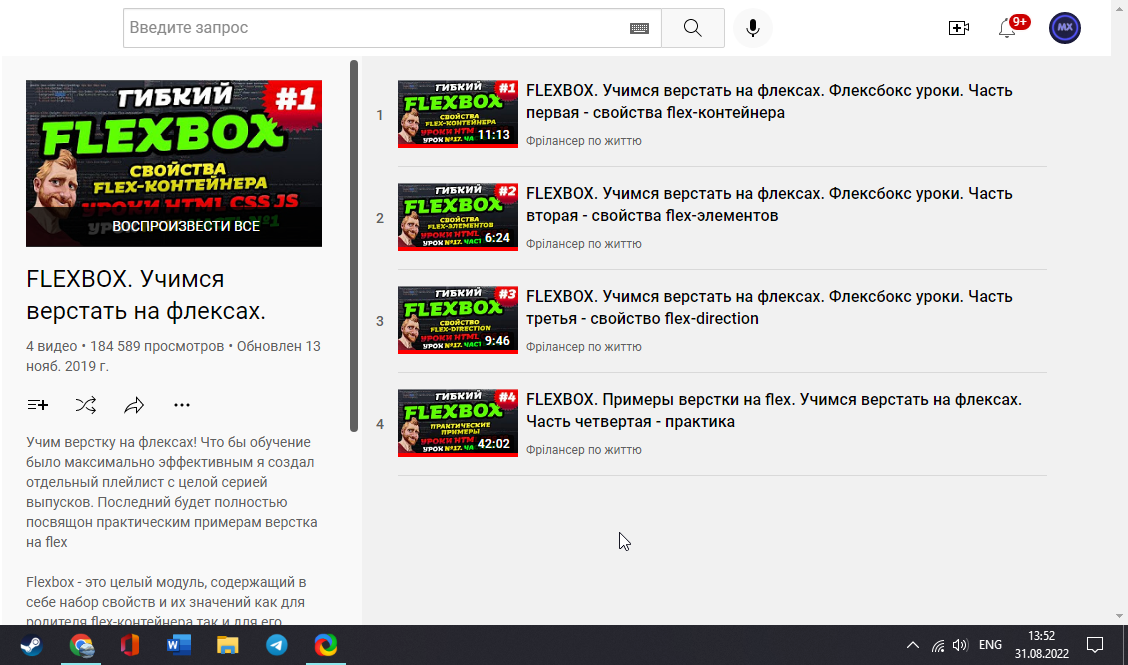 Введите запрос
9+
MX
ГИБКИЙ
#1
FLEXBOX
СВОЙСТВА
FLEX-КОНТЕЙНЕРА
УРОКИ HTML CSS JS
ВОСПРОИЗВЕСТИ ВСЕ
FLEXBOX. Учимся
верстать на флексах.
4 видео • 184 589 просмотров • Обновлен 13
нояб. 2019 г.
Учим верстку на флексах! Что бы обучение
было максимально эффективным я создал
отдельный плейлист с целой серией
выпусков. Последний будет полностью
посвящон практическим примерам верстка
на flex
Flexbox - это целый модуль, содержащий в
себе набор свойств и их значений как для
родителя flex-контейнера так и для его
1
ГИБКИЙ
#1
FLEXBOX
СВОЙСТВА
FLEX-КОНТЕЙНЕРА
УРОКИ HTM
УРОК №17. ЧА
11:13
FLEXBOX. Учимся верстать на флексах. Флексбокс уроки. Часть
первая - свойства flex-контейнера
Фрілансер по життю
2
ГИБКИЙ
#2
FLEXBOX
СВОЙСТВА
FLEX-ЭЛЕМЕНТОВ
УРОКИ HTML
УРОК №17. ЧАСТ
6:24
FLEXBOX. Учимся верстать на флексах. Флексбокс уроки. Часть
вторая - свойства flex-элементов
Фрілансер по життю
3
ГИБКИЙ
#3
FLEXBOX
СВОЙСТВО
FLEX-DIRECTION
УРОКИ HTML
УРОК №17. ЧАСТ
9:46
FLEXBOX. Учимся верстать на флексах. Флексбокс уроки. Часть
третья - свойство flex-direction
Фрілансер по життю
4
ГИБКИЙ
#4
FLEXBOX
ПРАКТИЧЕСКИЕ
ПРИМЕРЫ
УРОКИ HTM
УРОК №17. ЧА
42:02
FLEXBOX. Примеры верстки на flex. Учимся верстать на флексах.
Часть четвертая - практика
Фрілансер по життю
ENG
13:52
31.08.2022